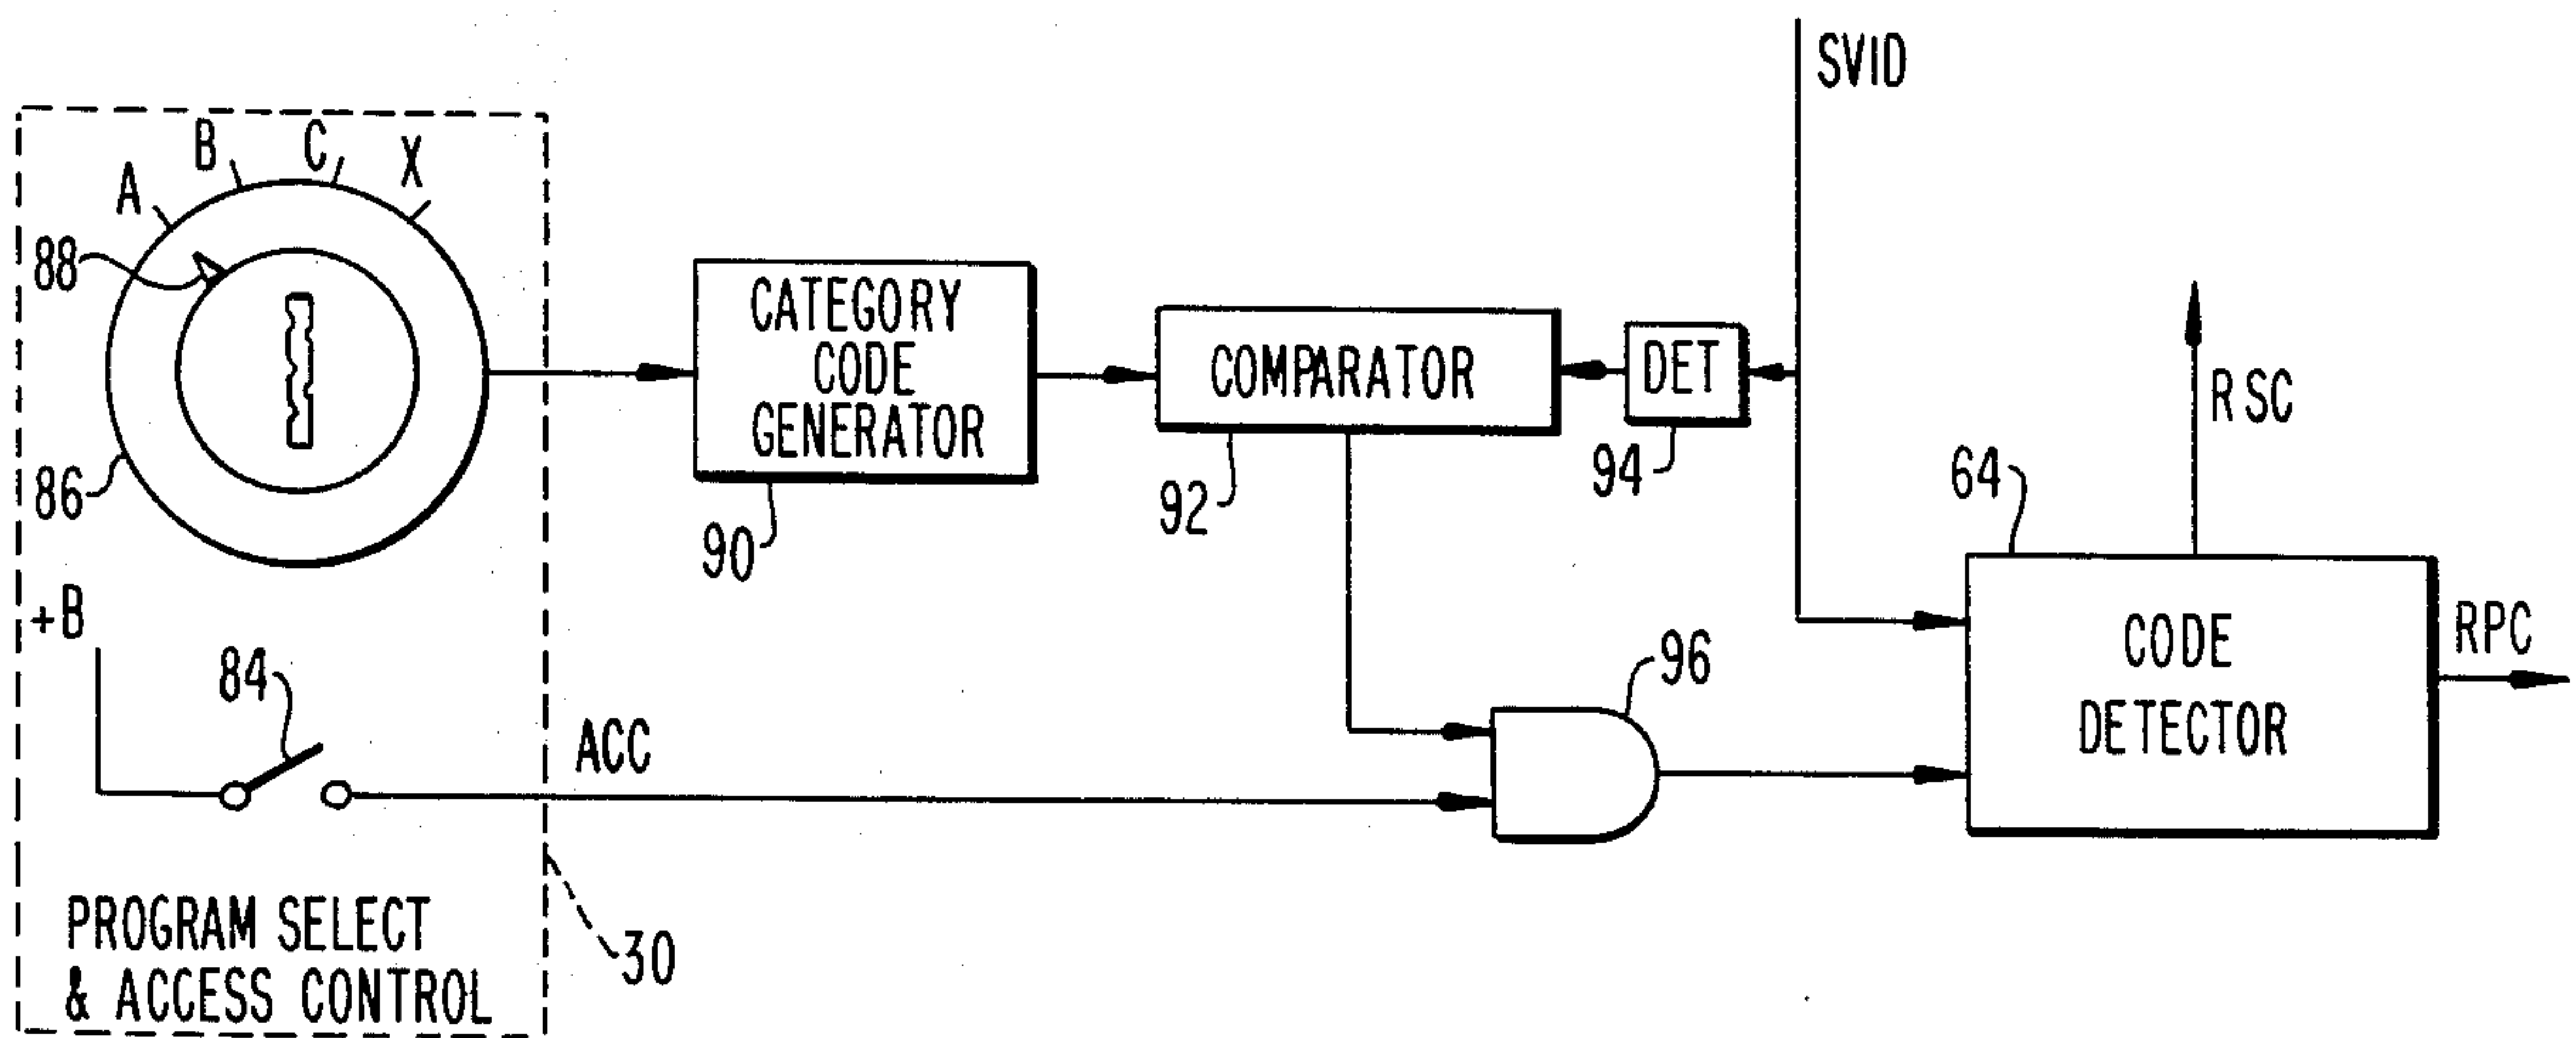 SVID
A B C X
88
CATEGORY
CODE
GENERATOR
COMPARATOR
DET
RSC
86
90
92
94
64
+B
84
ACC
96
CODE
DETECTOR
RPC
PROGRAM SELECT
& ACCESS CONTROL
30